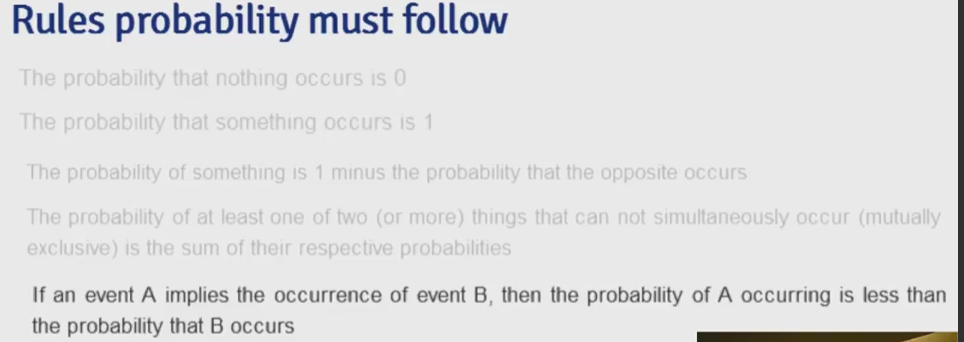 Rules probability must follow
The probability that nothing occurs is 0
The probability that something occurs is 1
The probability of something is 1 minus the probability that the opposite occurs
The probability of at least one of two (or more) things that can not simultaneously occur (mutually
exclusive) is the sum of their respective probabilities
If an event A implies the occurrence of event B, then the probability of A occurring is less than
the probability that B occurs